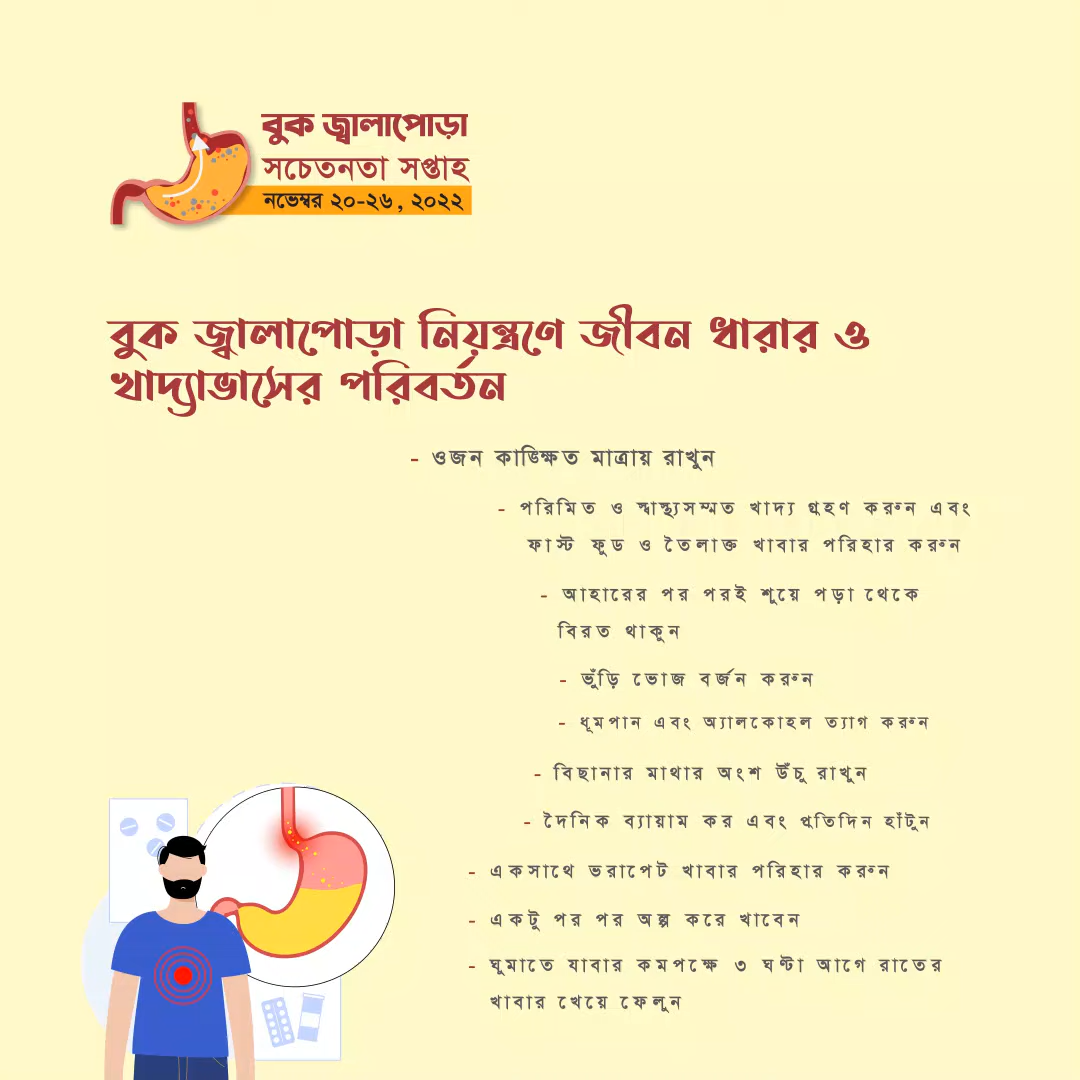 বুক জ্বালাপোড়া
সচেতনতা সপ্তাহ
নভেম্বর ২০-২৬, ২০২২
বুক জ্বালাপোড়া নিয়ন্ত্রণে জীবন ধারার ও
খাদ্যাভাসের পরিবর্তন
- ওজন কাঙ্ক্ষিত মাত্রায় রাখুন
- পরিমিত ও স্বাস্থ্যসম্মত খাদ্য গ্রহণ করুন এবং
ফাস্ট ফুড ও তৈলাক্ত খাবার পরিহার করুন
- আহারের পর পরই শুয়ে পড়া থেকে
বিরত থাকুন
- ভুঁড়ি ভোজ বর্জন করুন
- ধূমপান এবং অ্যালকোহল ত্যাগ করুন
- বিছানার মাথার অংশ উঁচু রাখুন
- দৈনিক ব্যায়াম কর এবং প্রতিদিন হাঁটুন
- একসাথে ভরাপেট খাবার পরিহার করুন
- একটু পর পর অল্প করে খাবেন
- ঘুমাতে যাবার কমপক্ষে ৩ ঘণ্টা আগে রাতের
খাবার খেয়ে ফেলুন